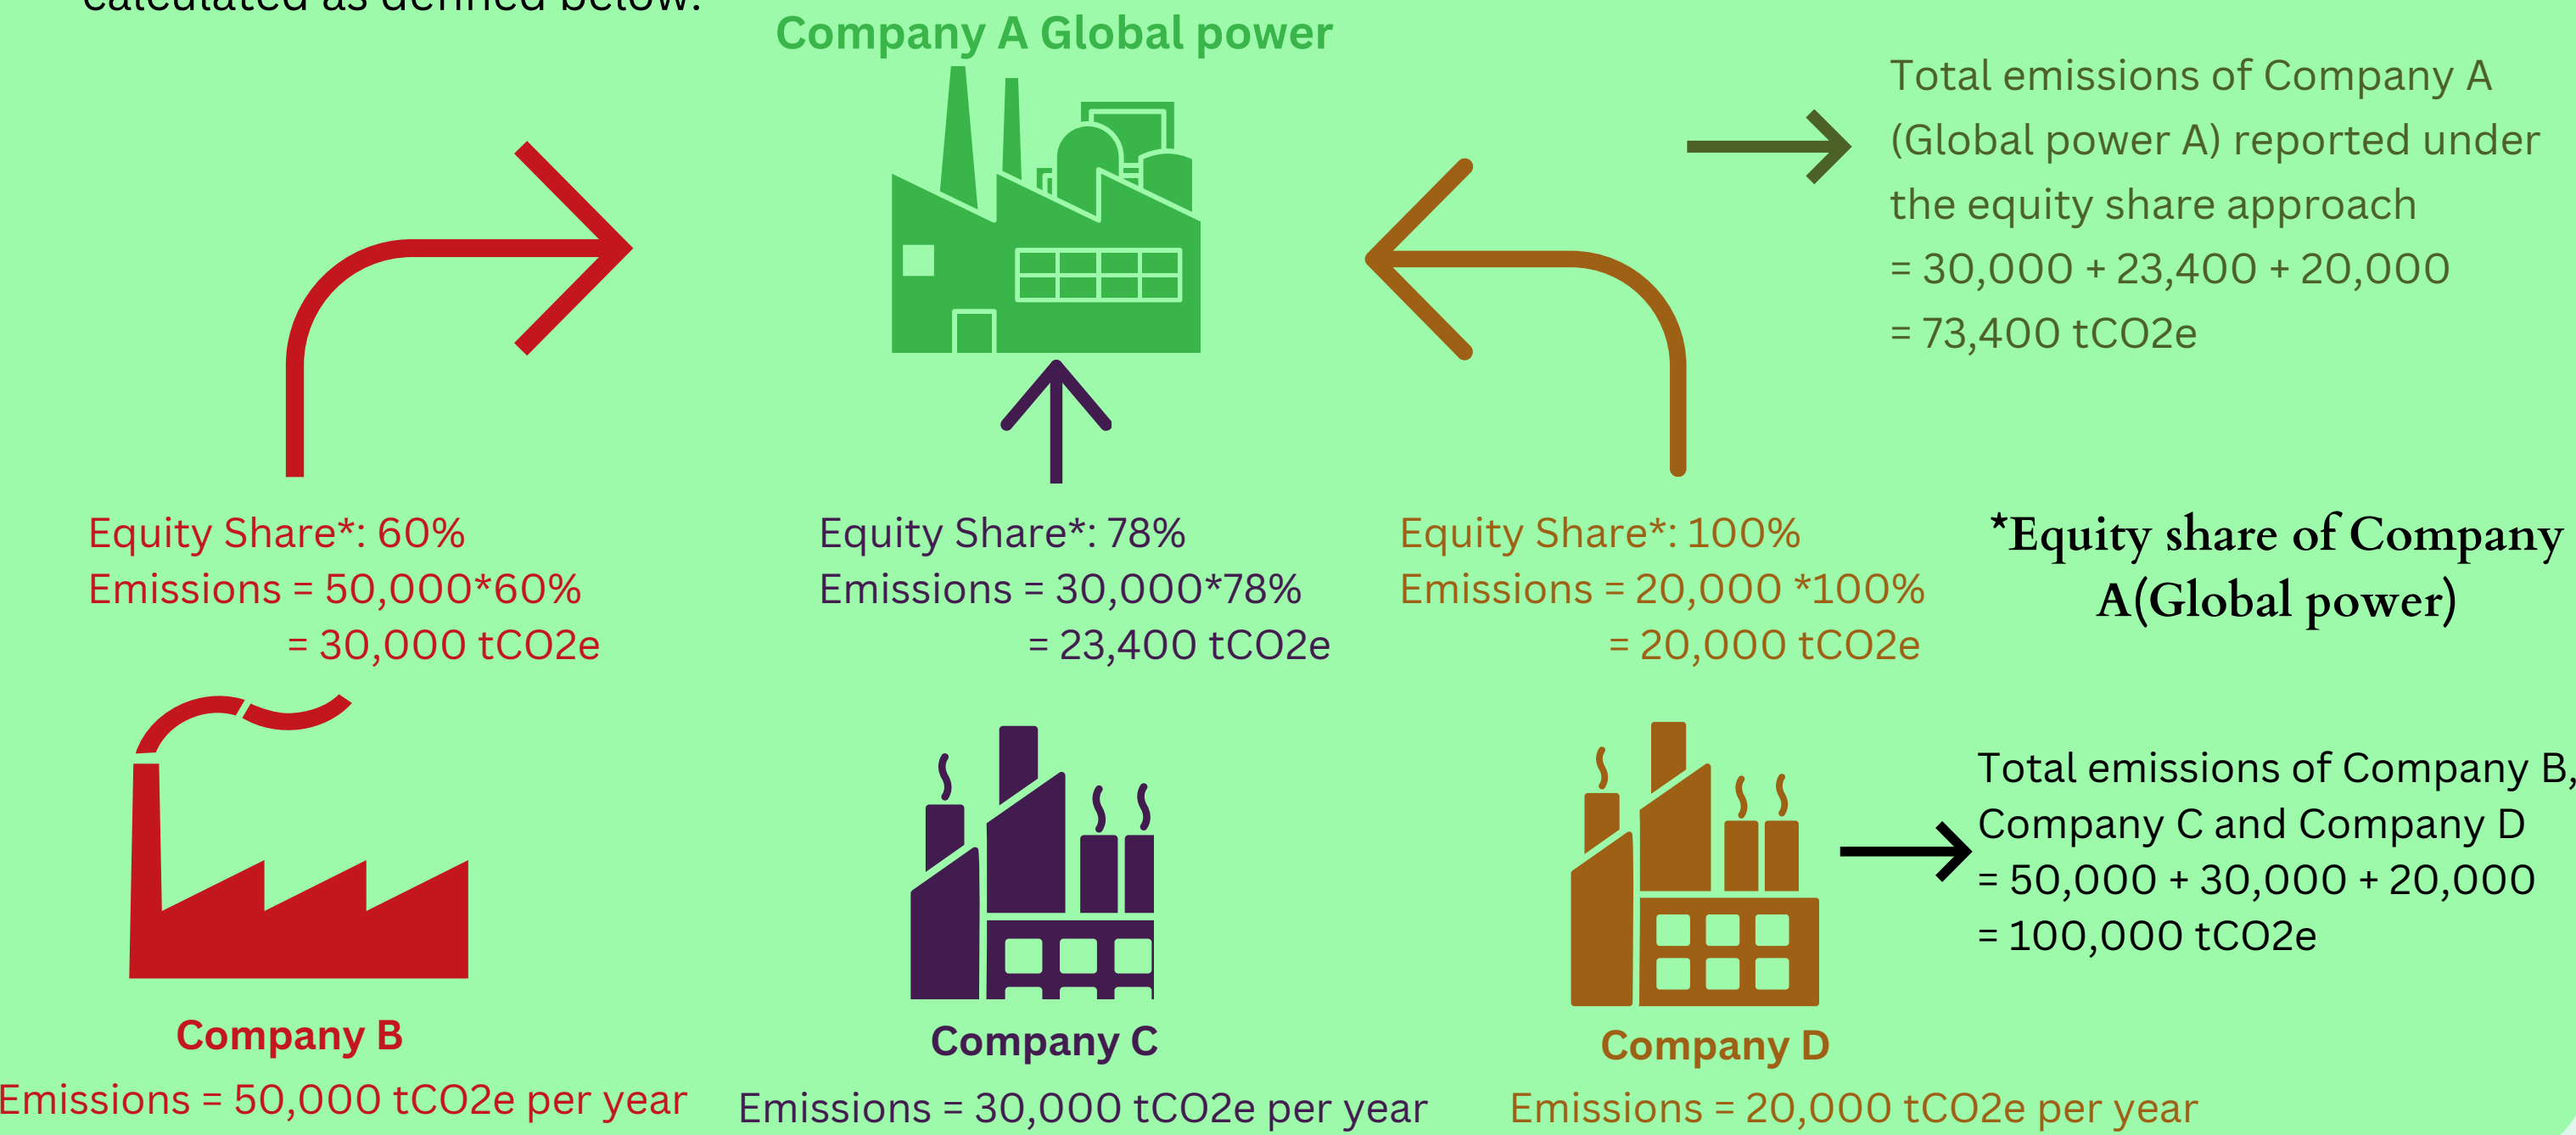 calculated as defined below.
Company A Global power
Total emissions of Company A
(Global power A) reported under
the equity share approach
= 30,000 + 23,400 + 20,000
= 73,400 tCO2e
Equity Share*: 60%
Emissions = 50,000*60%
= 30,000 tCO2e
Equity Share*: 78%
Emissions = 30,000*78%
= 23,400 tCO2e
Equity Share*: 100%
Emissions = 20,000 *100%
= 20,000 tCO2e
*Equity share of Company
A(Global power)
Total emissions of Company B,
Company C and Company D
= 50,000 + 30,000 + 20,000
= 100,000 tCO2e
Company B
Emissions = 50,000 tCO2e per year
Company C
Emissions = 30,000 tCO2e per year
Company D
Emissions = 20,000 tCO2e per year